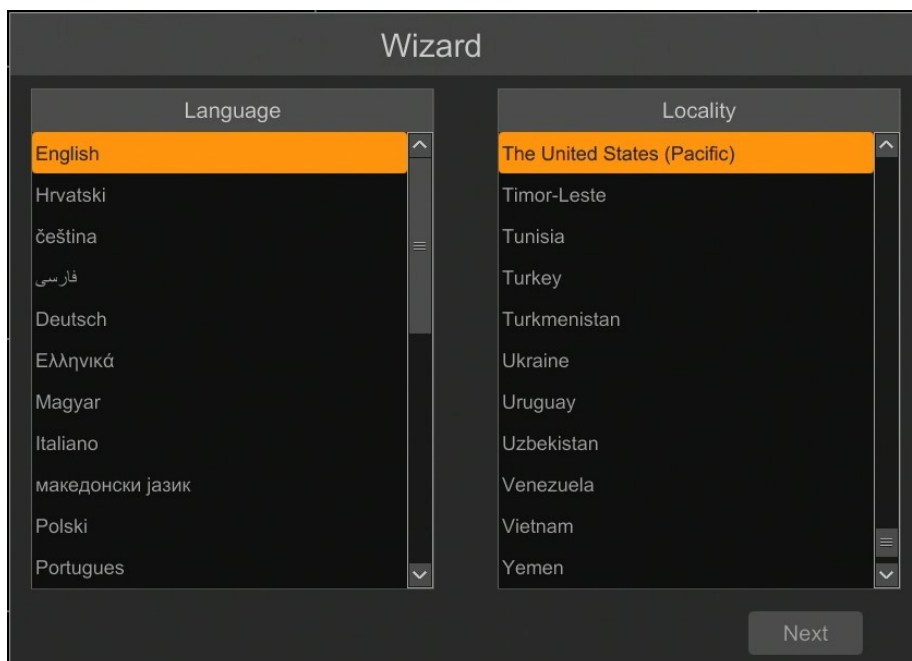 Wizard
Language
English
Hrvatski
čeština
فارسی
Deutsch
Ελληνικά
Magyar
Italiano
македонски јазик
Polski
Portugues
Locality
The United States (Pacific)
Timor-Leste
Tunisia
Turkey
Turkmenistan
Ukraine
Uruguay
Uzbekistan
Venezuela
Vietnam
Yemen
Next